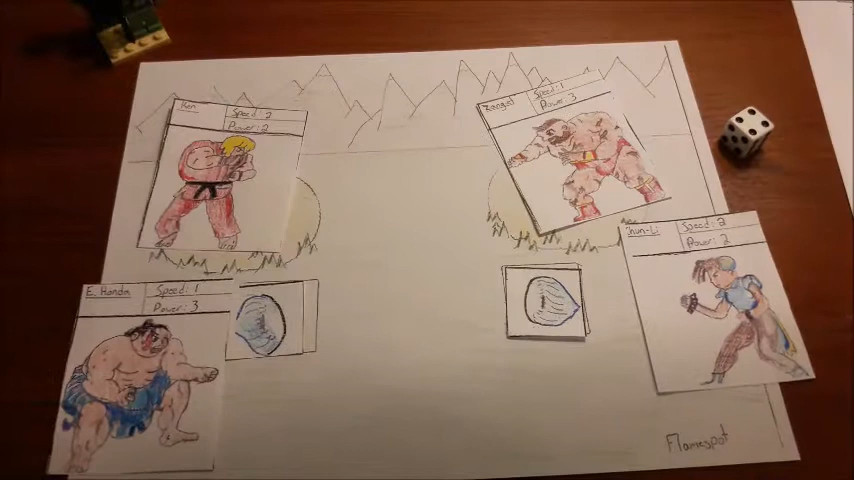 Ken
Speed: 2
Power: 2
Zangief
Speed: 1
Power: 3
E. Honda
Speed: 1
Power: 3
Chun-Li
Speed: 2
Power: 2
Flamespot